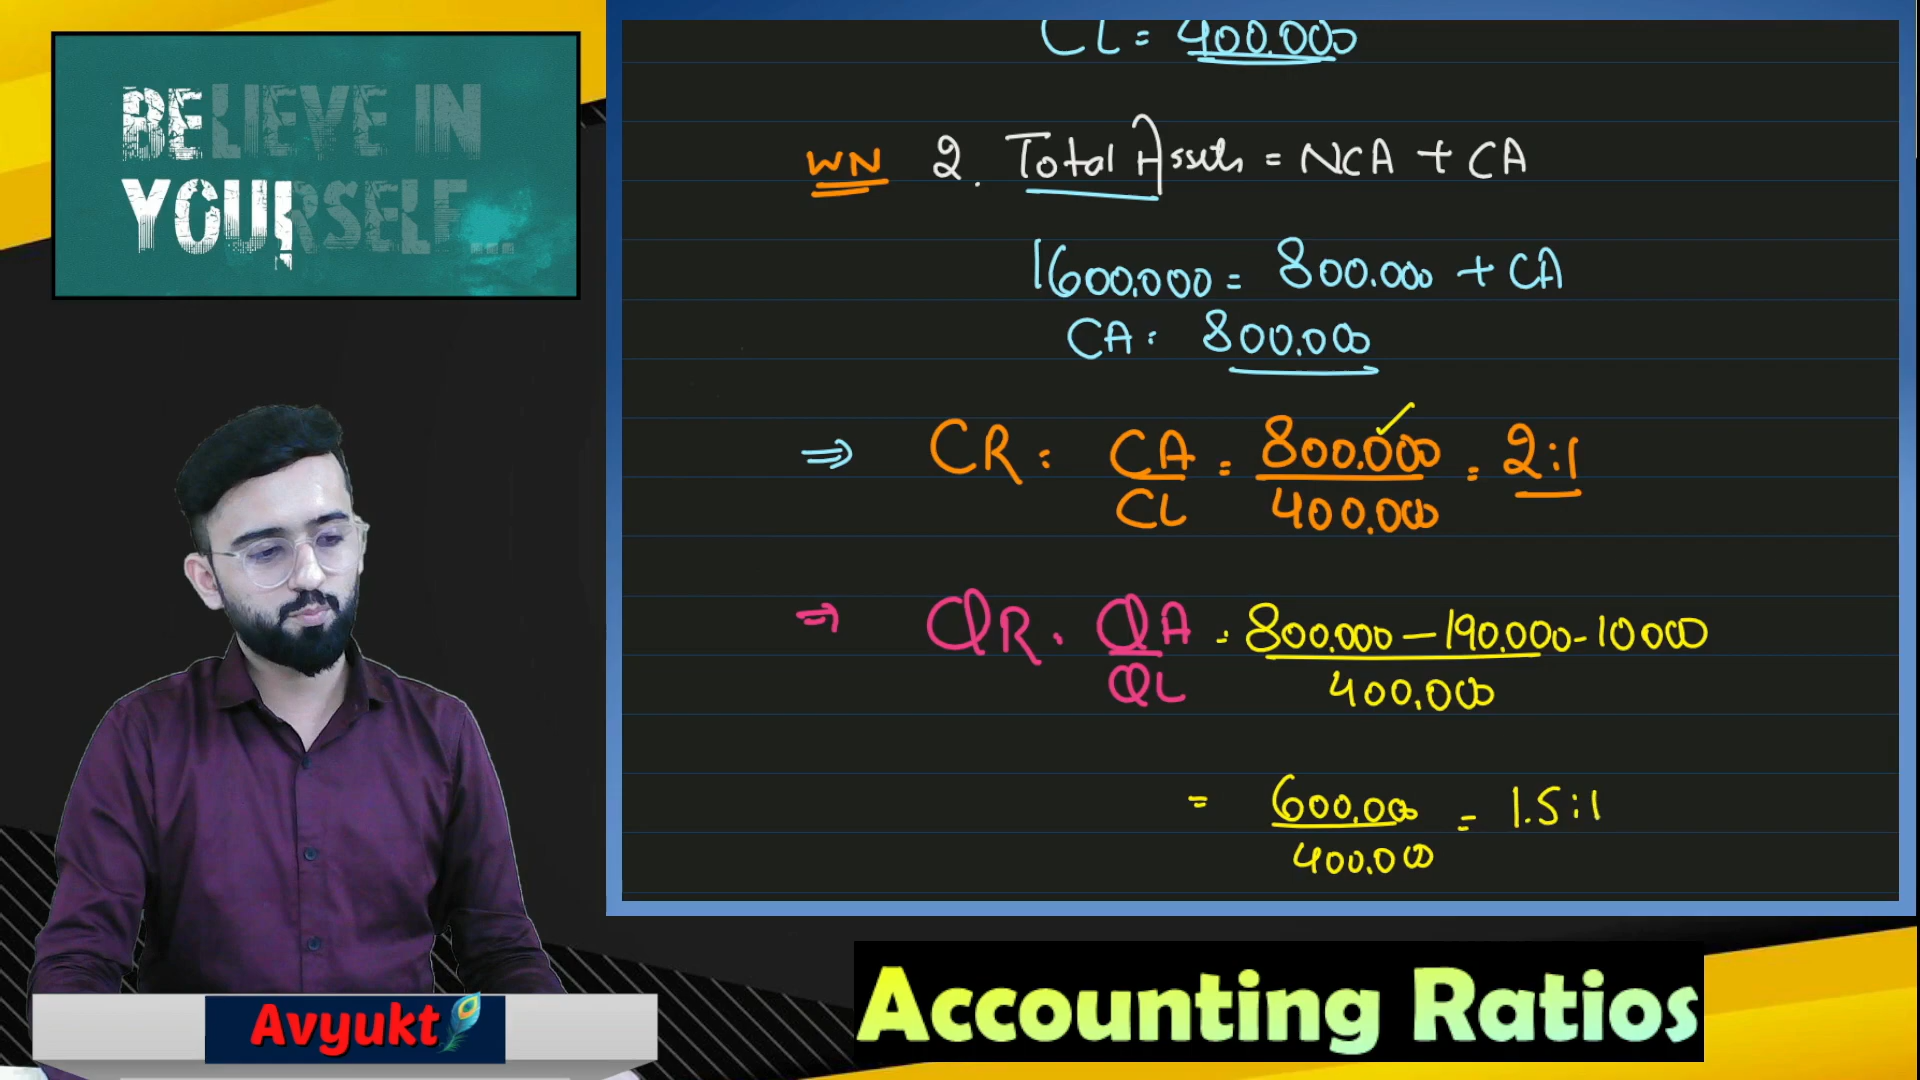 BELIEVE IN
YOURSELF...
CL = 400.000
WN 2. Total Assets = NCA + CA
1600.000 = 800.000 + CA
CA : 800.000
⇒ CR : CA/CL = 800.000/400.000 = 2:1
⇒ QR : QA/QL = 800.000 - 190.000 - 10000/400.000
= 600.000/400.000 = 1.5:1
Avyukt
Accounting Ratios